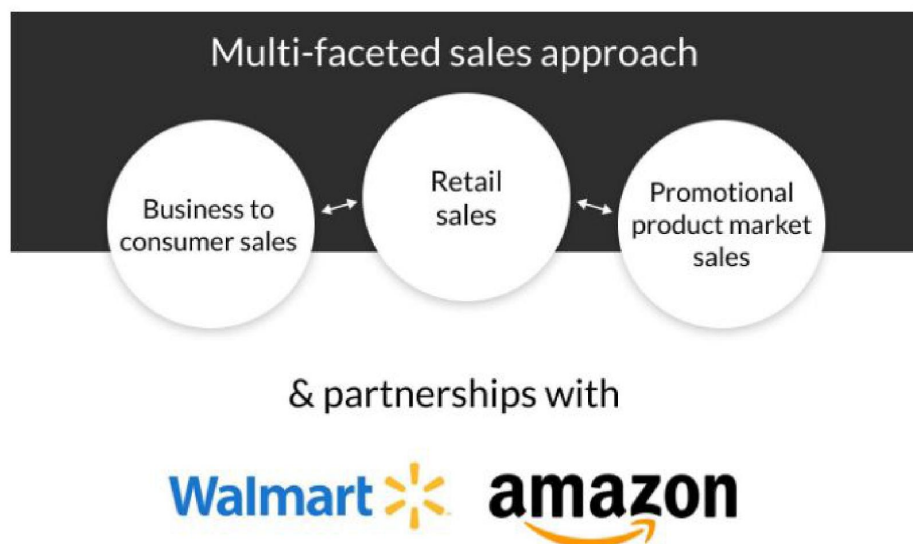 Multi-faceted sales approach
Business to
consumer sales
Retail
sales
Promotional
product market
sales
& partnerships with
Walmart
amazon